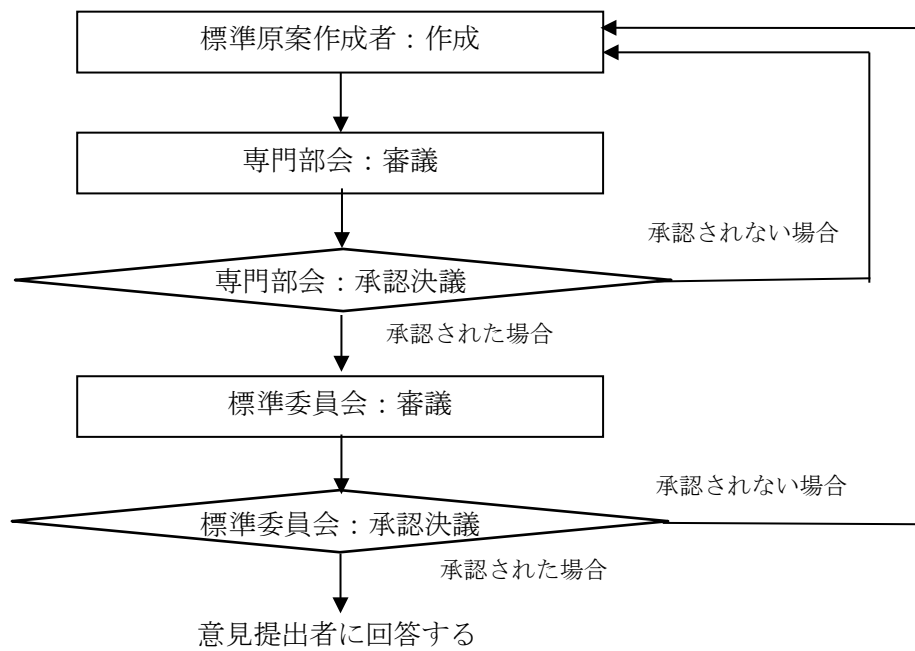 標準原案作成者：作成
専門部会：審議
承認されない場合
専門部会：承認決議
承認された場合
標準委員会：審議
承認されない場合
標準委員会：承認決議
承認された場合
意見提出者に回答する